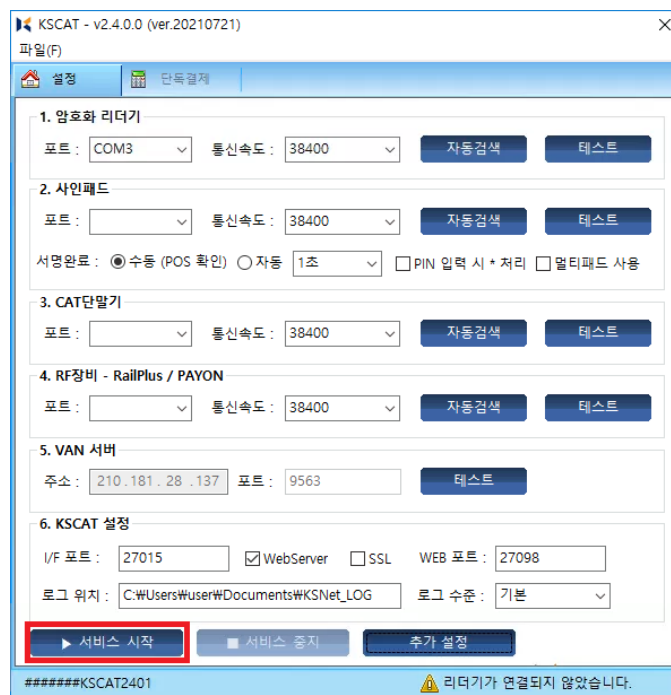 KSCAT - v2.4.0.0 (ver.20210721)
파일(F)
설정 단독결제
1. 암호화 리더기
포트 : COM3 통신속도 : 38400 자동검색 테스트
2. 사인패드
포트 : 통신속도 : 38400 자동검색 테스트
서명완료 : 수동 (POS 확인) 자동 1초 PIN 입력 시 * 처리 멀티패드 사용
3. CAT단말기
포트 : 통신속도 : 38400 자동검색 테스트
4. RF장비 - RailPlus / PAYON
포트 : 통신속도 : 38400 자동검색 테스트
5. VAN 서버
주소 : 210 . 181 . 28 . 137 포트 : 9563 테스트
6. KSCAT 설정
I/F 포트 : 27015 WebServer SSL WEB 포트 : 27098
로그 위치 : C:₩Users₩user₩Documents₩KSNet_LOG 로그 수준 : 기본
서비스 시작 서비스 중지 추가 설정
#######KSCAT2401 리더기가 연결되지 않았습니다.